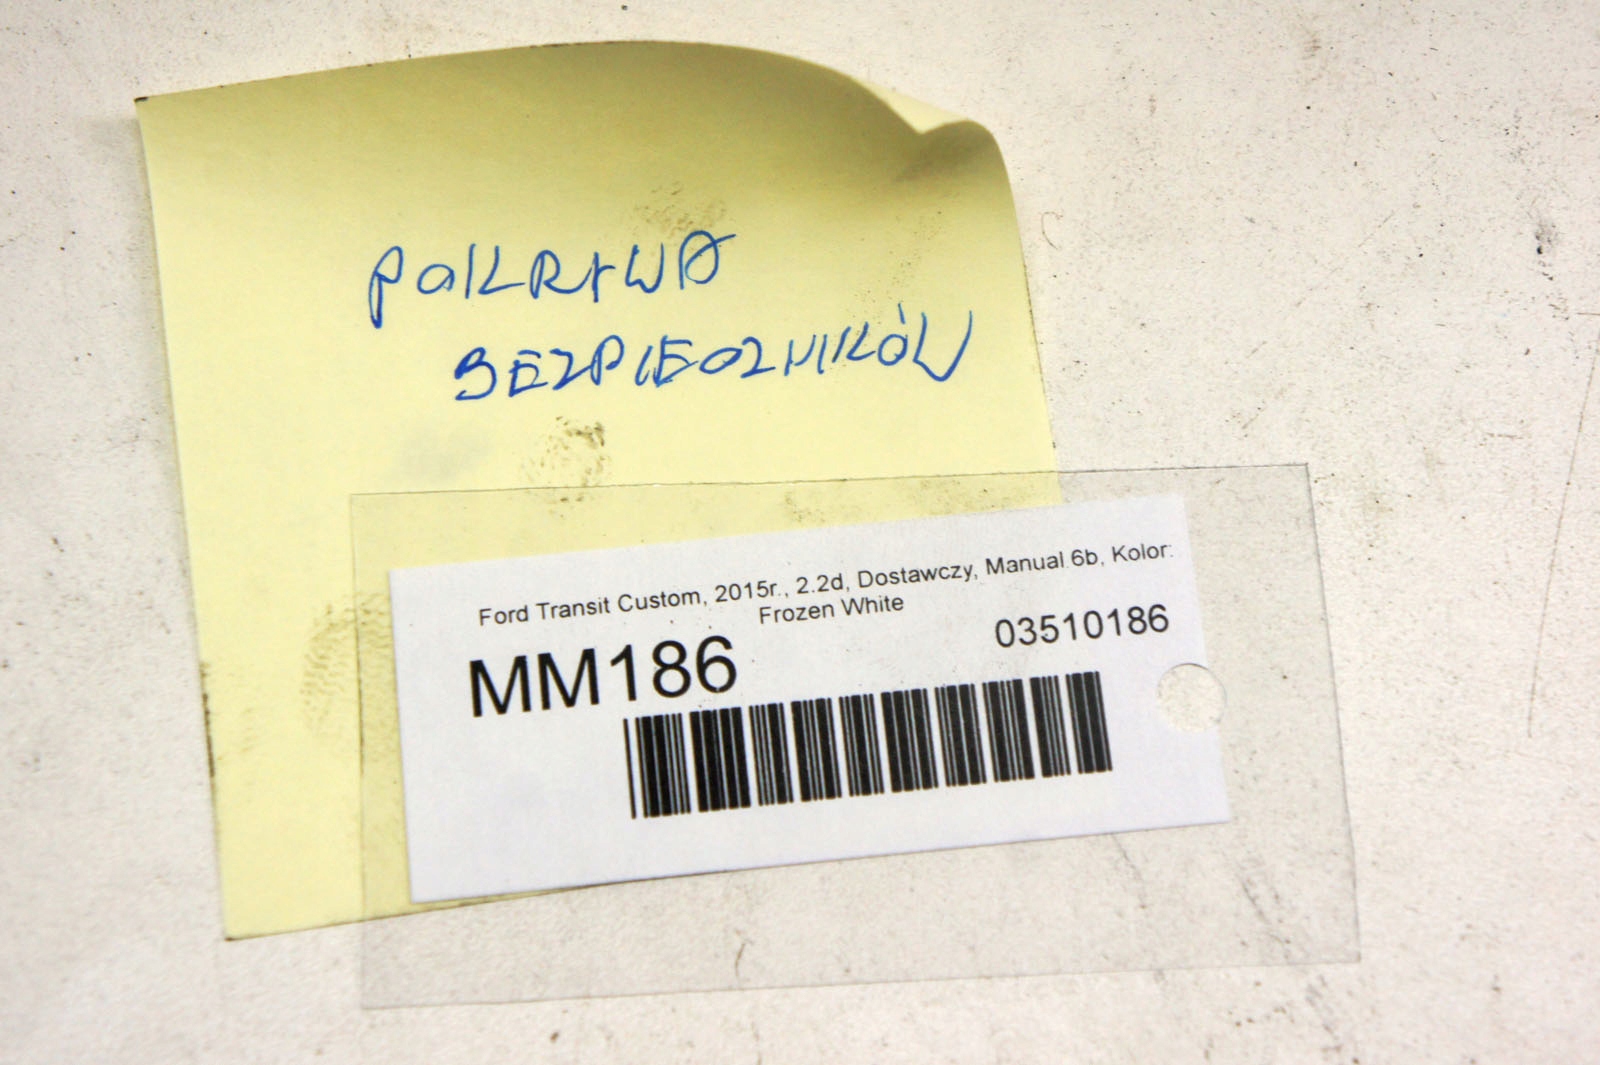 POKRYWA
BEZPIECZNIKÓW
Ford Transit Custom, 2015r., 2.2d, Dostawczy, Manual 6b, Kolor:
Frozen White
MM186
03510186